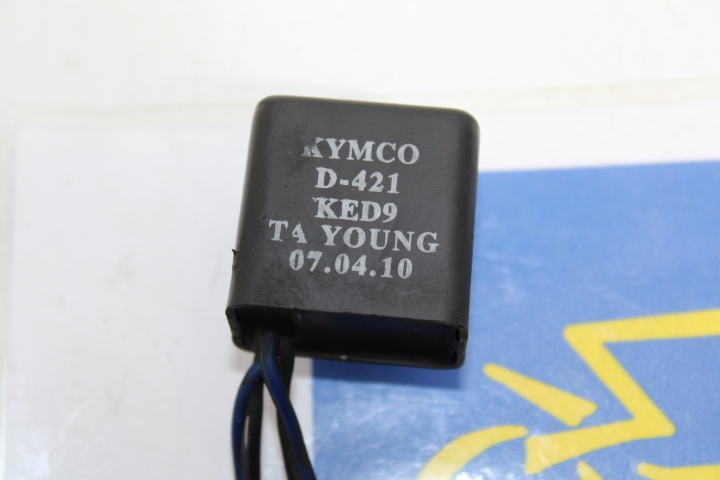 KYMCO
D-421
KED9
TA YOUNG
07.04.10